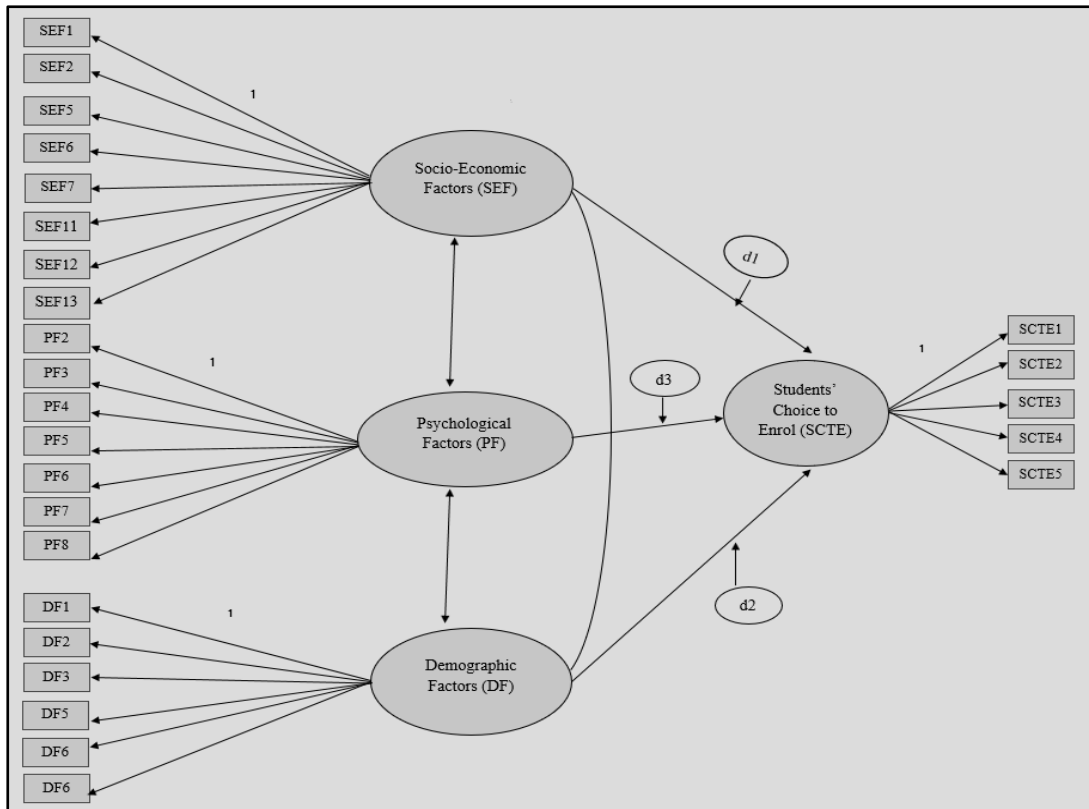 SEF1
SEF2
1
SEF5
SEF6
SEF7
SEF11
SEF12
SEF13
Socio-Economic
Factors (SEF)
d1
PF2
1
PF3
PF4
PF5
PF6
PF7
PF8
Psychological
Factors (PF)
d3
Students’
Choice to
Enrol (SCTE)
1
SCTE1
SCTE2
SCTE3
SCTE4
SCTE5
DF1
1
DF2
DF3
DF5
DF6
DF6
Demographic
Factors (DF)
d2